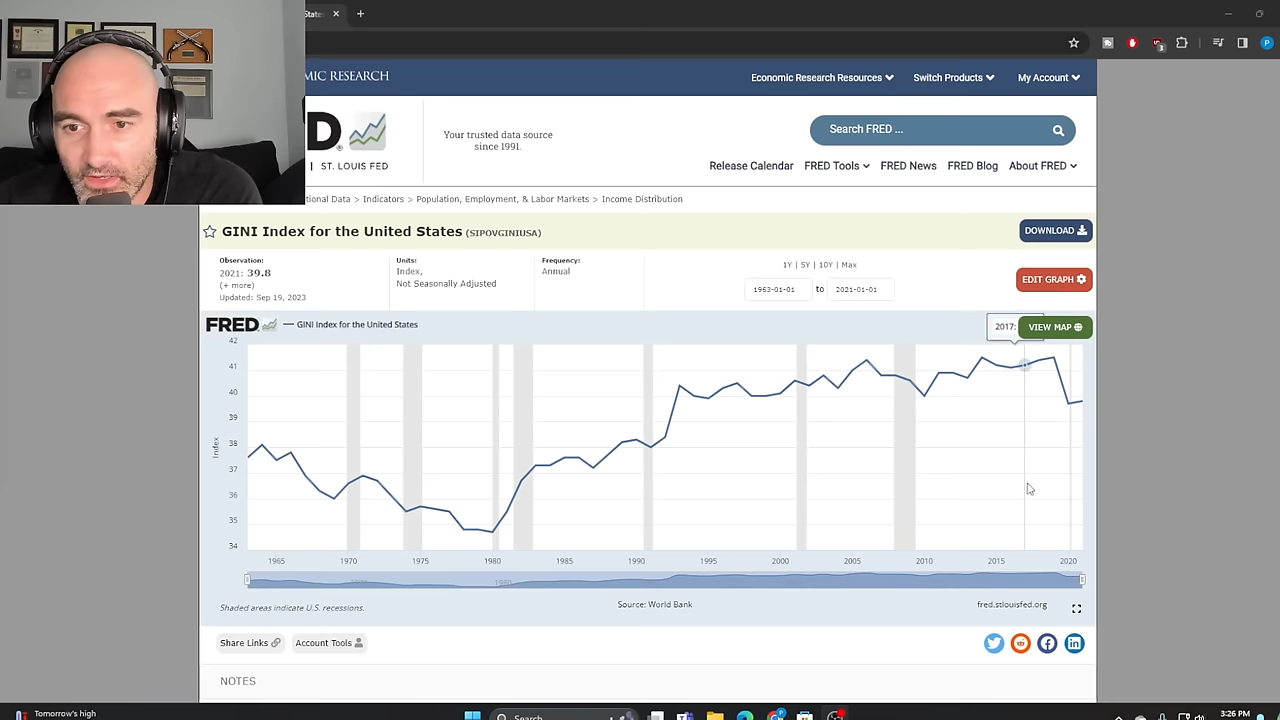 State
MIC RESEARCH
Economic Research Resources
Switch Products
My Account
D
ST. LOUIS FED
Your trusted data source
since 1991.
Search FRED ...
Release Calendar
FRED Tools
FRED News
FRED Blog
About FRED
tional Data > Indicators > Population, Employment, & Labor Markets > Income Distribution
GINI Index for the United States (SIPOVGINIUSA)
DOWNLOAD
Observation:
2021: 39.8
(+ more)
Updated: Sep 19, 2023
Units:
Index,
Not Seasonally Adjusted
Frequency:
Annual
1Y | 5Y | 10Y | Max
1963-01-01 to 2021-01-01
EDIT GRAPH
FRED
GINI Index for the United States
2017:
VIEW MAP
42
41
40
39
38
37
36
35
34
Index
1965 1970 1975 1980 1985 1990 1995 2000 2005 2010 2015 2020
1980
Shaded areas indicate U.S. recessions.
Source: World Bank
fred.stlouisfed.org
Share Links
Account Tools
NOTES
Tomorrow's high
Search
3:26 PM